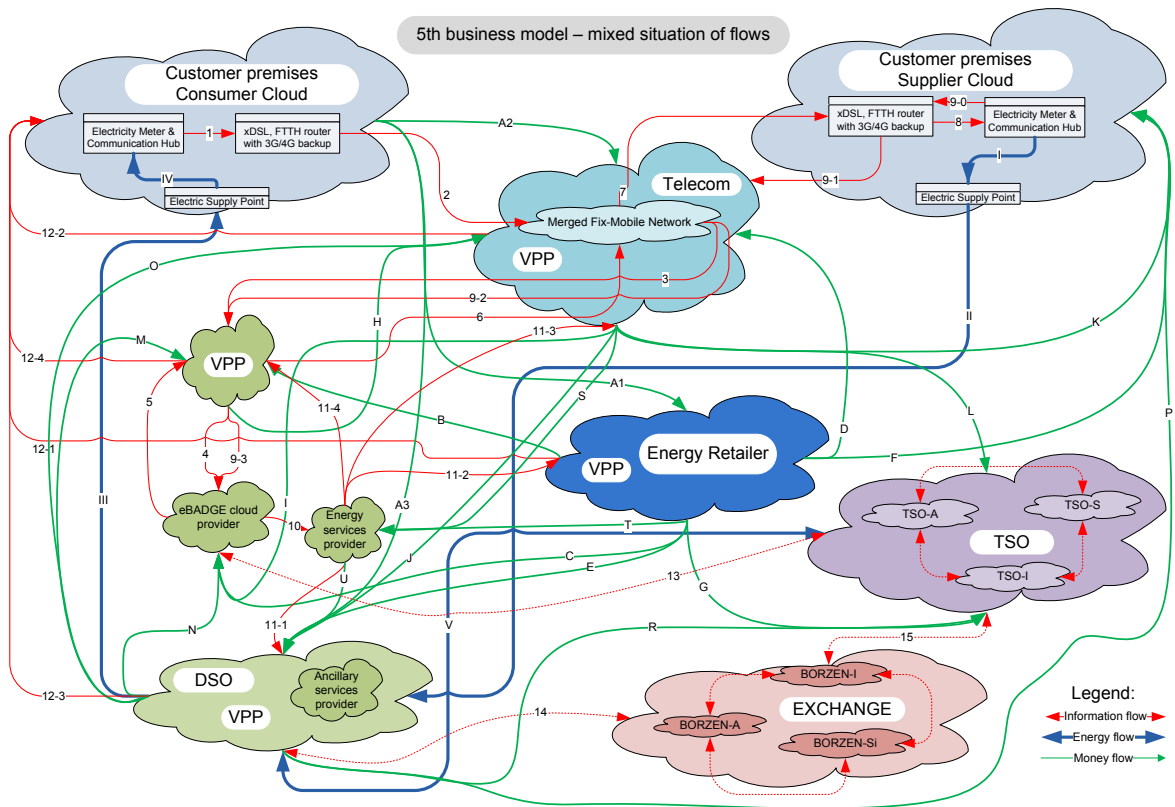 5th business model – mixed situation of flows
Customer premises
Consumer Cloud
Electricity Meter &
Communication Hub
1
xDSL, FTTH router
with 3G/4G backup
IV
Electric Supply Point
Customer premises
Supplier Cloud
xDSL, FTTH router
with 3G/4G backup
9-0
8
Electricity Meter &
Communication Hub
I
Electric Supply Point
A2
2
7
9-1
Telecom
Merged Fix-Mobile Network
VPP
12-2
O
3
9-2
6
H
11-3
II
K
M
12-4
VPP
5
11-4
B
A1
S
D
L
P
12-1
4
9-3
11-2
VPP
Energy Retailer
F
III
eBADGE cloud
provider
10
I
Energy
services
provider
A3
T
TSO-A
TSO-S
TSO
TSO-I
U
J
C
E
13
G
N
11-1
V
R
15
12-3
DSO
VPP
Ancillary
services
provider
14
BORZEN-I
EXCHANGE
BORZEN-A
BORZEN-Si
Legend:
Information flow
Energy flow
Money flow